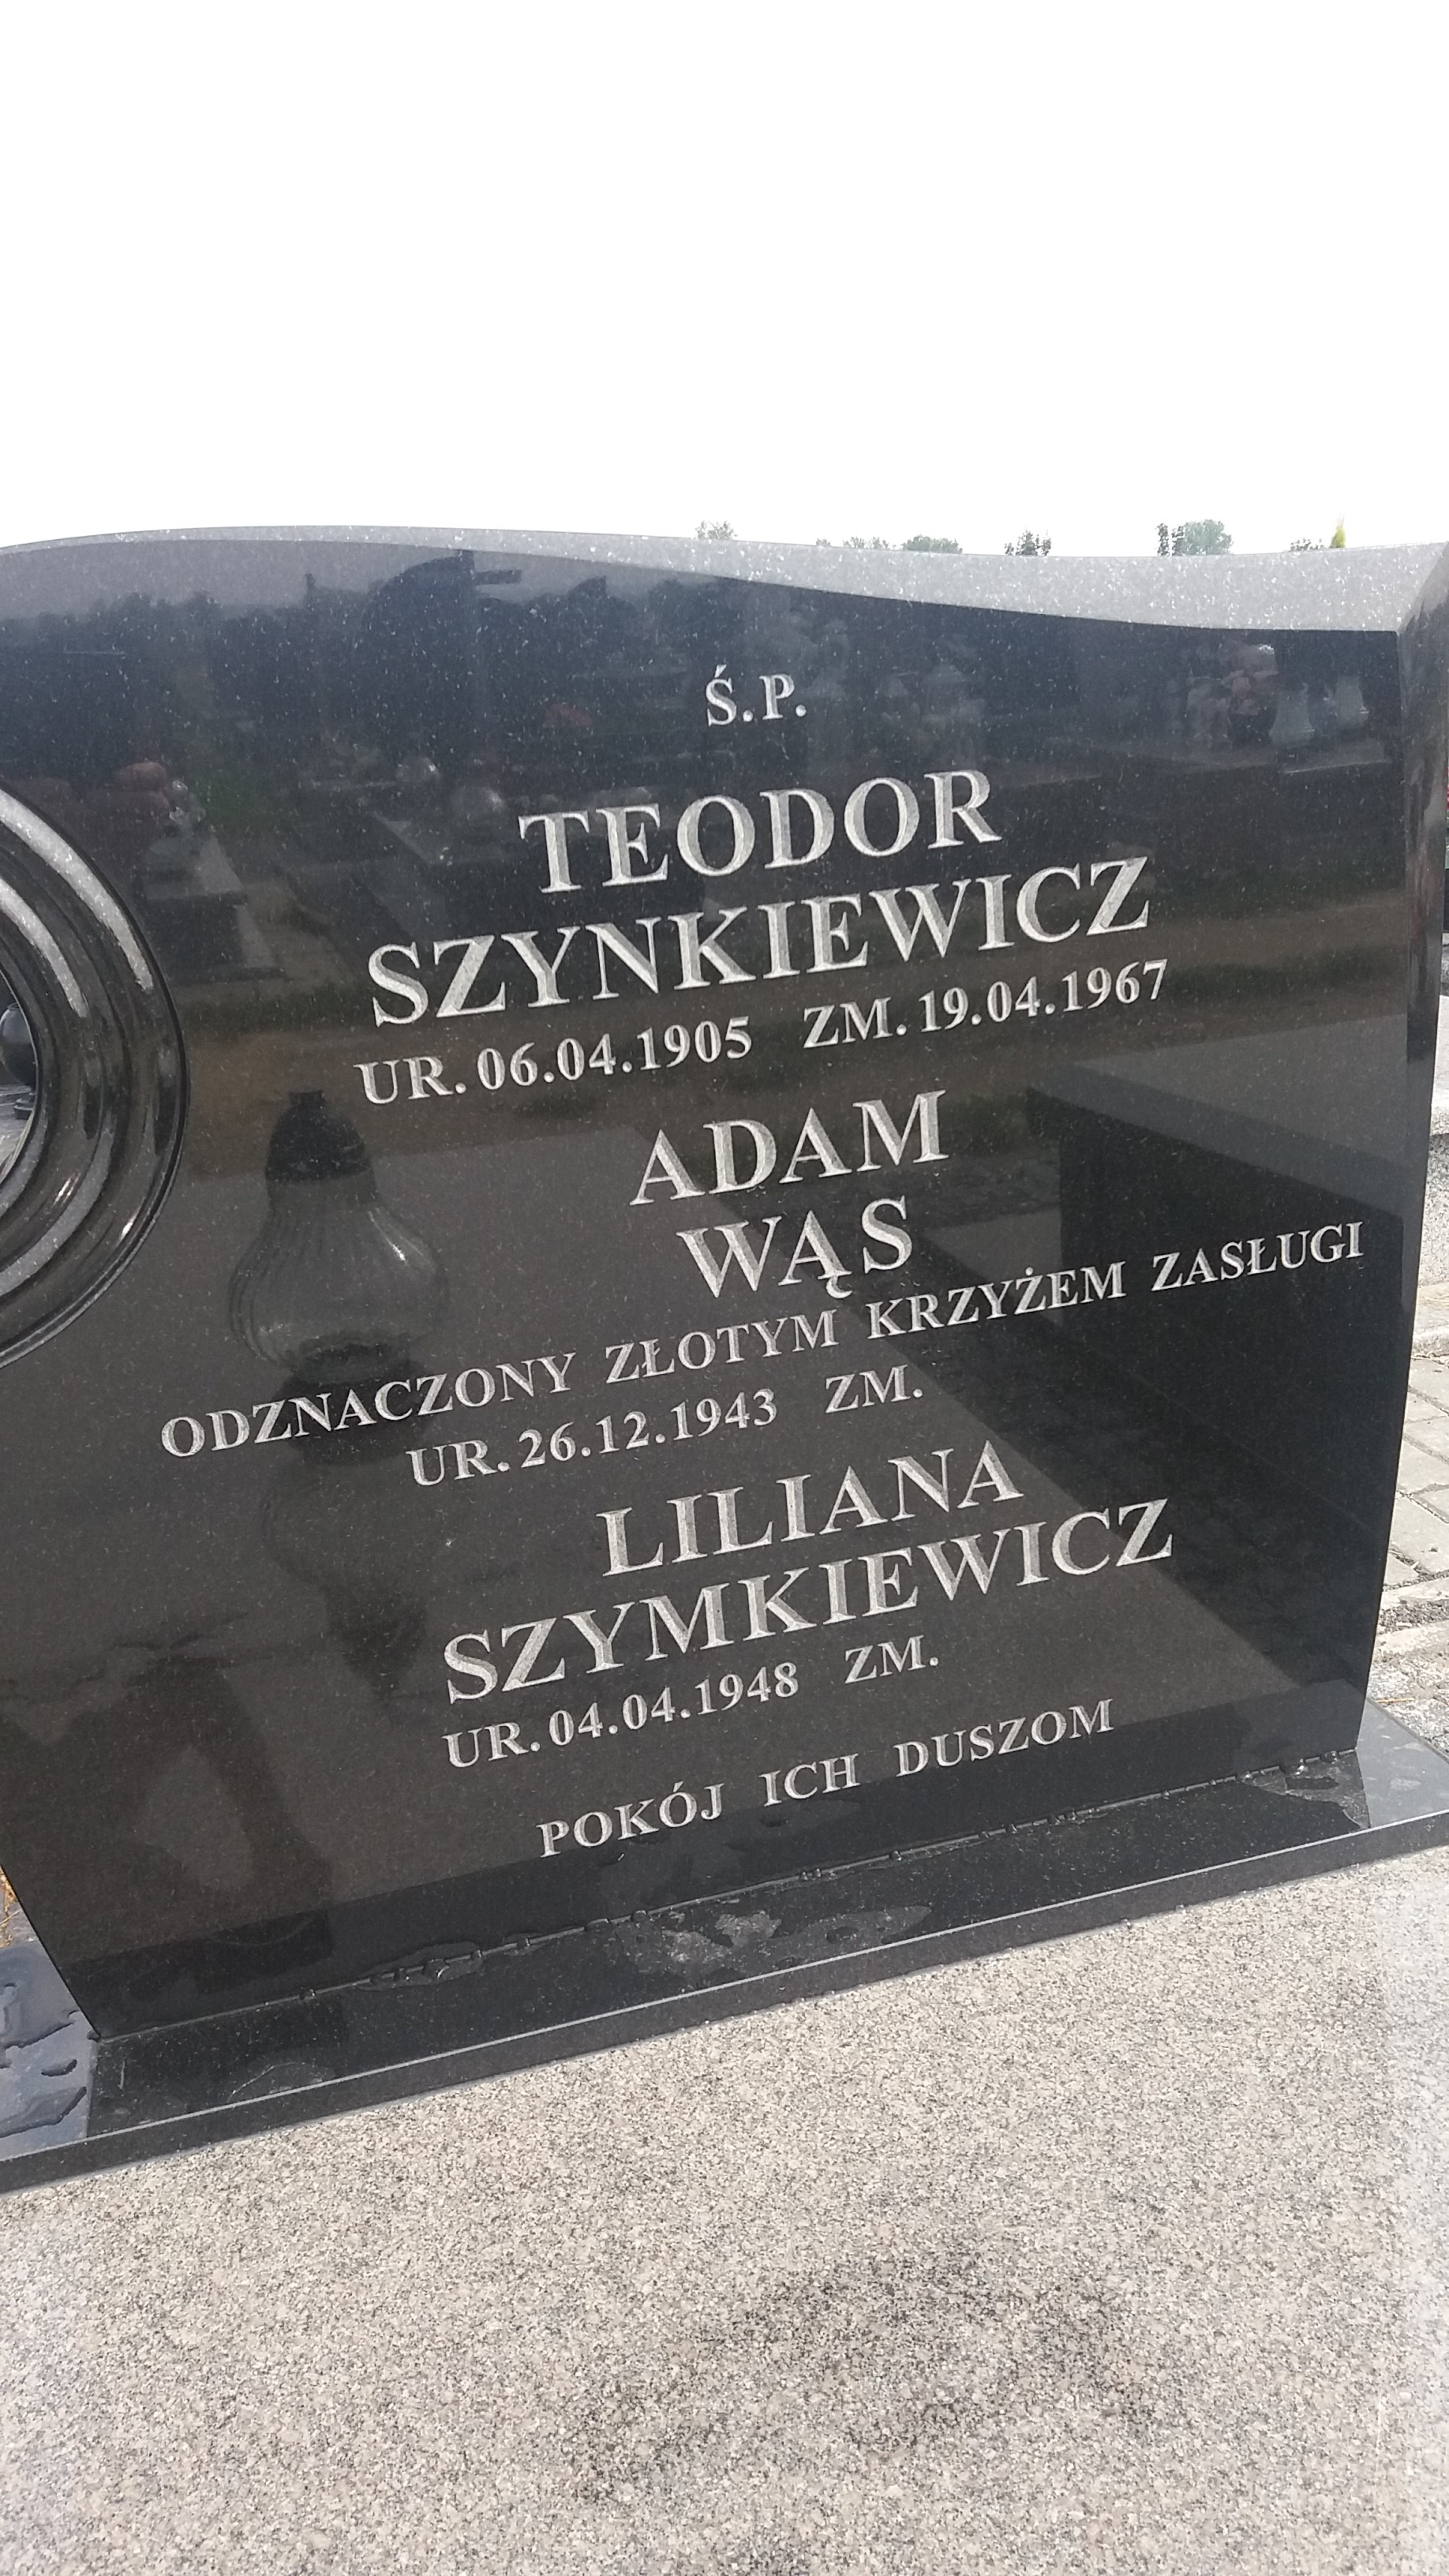 Ś.P.
TEODOR
SZYNKIEWICZ
UR. 06.04.1905 ZM. 19.04.1967
ADAM
WĄS
ODZNACZONY ZŁOTYM KRZYŻEM ZASŁUGI
UR. 26.12.1943 ZM.
LILIANA
SZYMKIEWICZ
UR. 04.04.1948 ZM.
POKÓJ ICH DUSZOM